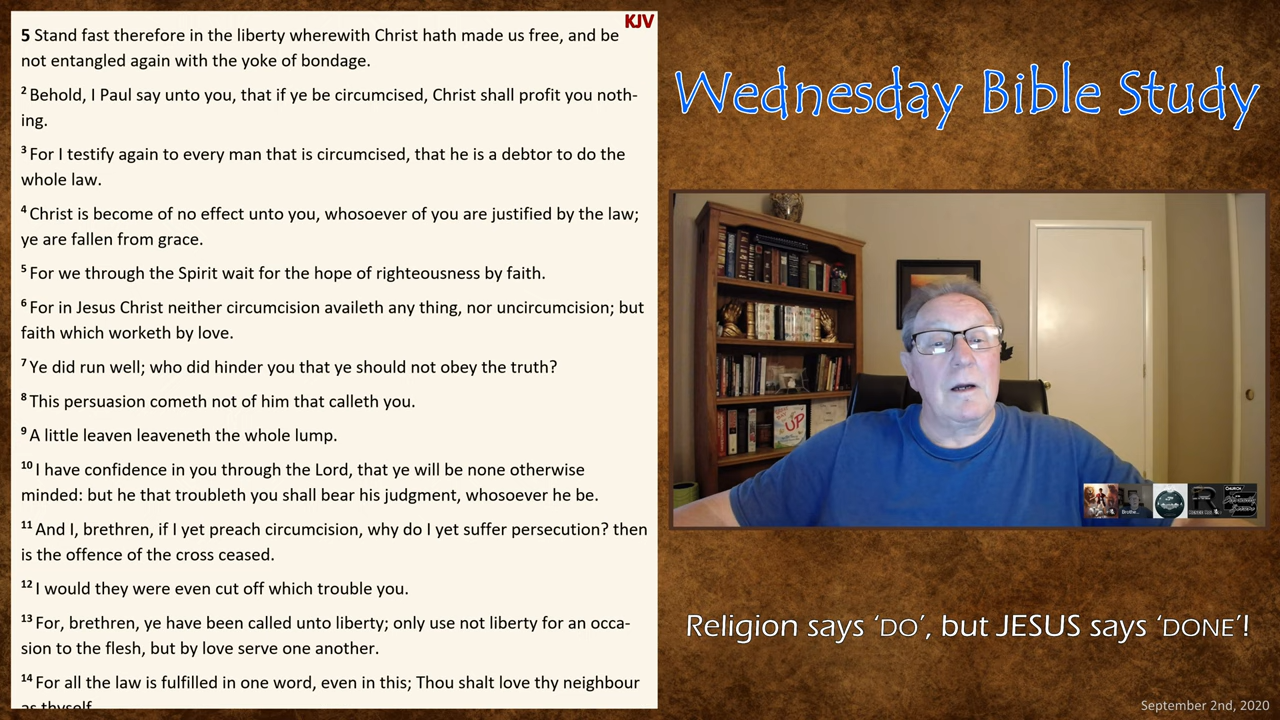 KJV
5 Stand fast therefore in the liberty wherewith Christ hath made us free, and be
not entangled again with the yoke of bondage.
2 Behold, I Paul say unto you, that if ye be circumcised, Christ shall profit you noth-
ing.
3 For I testify again to every man that is circumcised, that he is a debtor to do the
whole law.
4 Christ is become of no effect unto you, whosoever of you are justified by the law;
ye are fallen from grace.
5 For we through the Spirit wait for the hope of righteousness by faith.
6 For in Jesus Christ neither circumcision availeth any thing, nor uncircumcision; but
faith which worketh by love.
7 Ye did run well; who did hinder you that ye should not obey the truth?
8 This persuasion cometh not of him that calleth you.
9 A little leaven leaveneth the whole lump.
10 I have confidence in you through the Lord, that ye will be none otherwise
minded: but he that troubleth you shall bear his judgment, whosoever he be.
11 And I, brethren, if I yet preach circumcision, why do I yet suffer persecution? then
is the offence of the cross ceased.
12 I would they were even cut off which trouble you.
13 For, brethren, ye have been called unto liberty; only use not liberty for an occa-
sion to the flesh, but by love serve one another.
14 For all the law is fulfilled in one word, even in this; Thou shalt love thy neighbour
as thyself
Wednesday Bible Study
UP
Brothe...
CHURCH
Religion says ‘DO’, but JESUS says ‘DONE’!
September 2nd, 2020